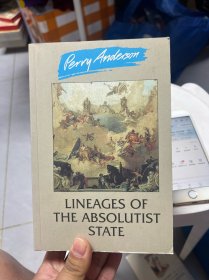 Perry Anderson
LINEAGES OF
THE ABSOLUTIST
STATE